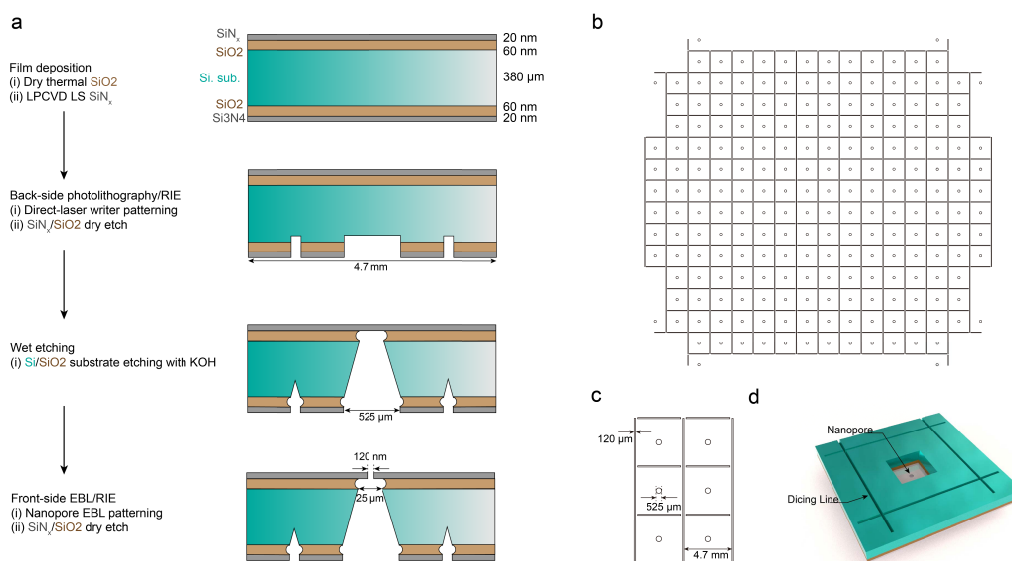 a
Film deposition
(i) Dry thermal SiO2
(ii) LPCVD LS SiNx
SiNx
20 nm
SiO2
60 nm
Si. sub.
380 µm
SiO2
60 nm
Si3N4
20 nm
Back-side photolithography/RIE
(i) Direct-laser writer patterning
(ii) SiNx/SiO2 dry etch
4.7 mm
Wet etching
(i) Si/SiO2 substrate etching with KOH
525 µm
Front-side EBL/RIE
(i) Nanopore EBL patterning
(ii) SiNx/SiO2 dry etch
120 nm
25µm
b
c
120 µm
525 µm
4.7 mm
d
Nanopore
Dicing Line